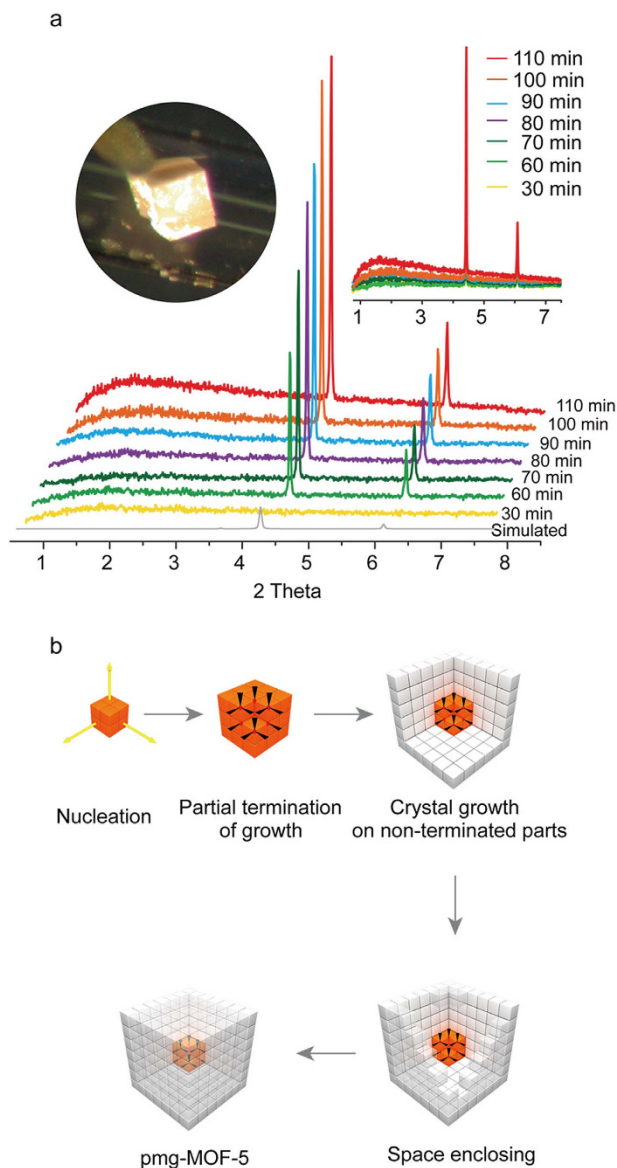 a
110 min
100 min
90 min
80 min
70 min
60 min
30 min
1 3 5 7
110 min
100 min
90 min
80 min
70 min
60 min
30 min
Simulated
1 2 3 4 5 6 7 8
2 Theta
b
Nucleation
Partial termination
of growth
Crystal growth
on non-terminated parts
pmg-MOF-5
Space enclosing